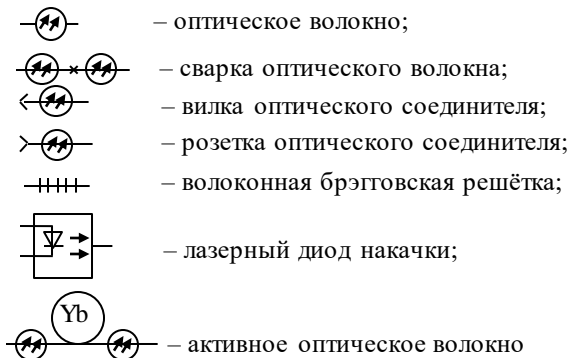 – оптическое волокно;
– сварка оптического волокна;
– вилка оптического соединителя;
– розетка оптического соединителя;
– волоконная брэгговская решётка;
– лазерный диод накачки;
Yb
– активное оптическое волокно